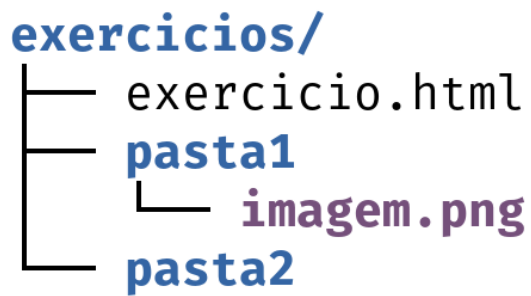 exercicios/
exercicio.html
pasta1
imagem.png
pasta2